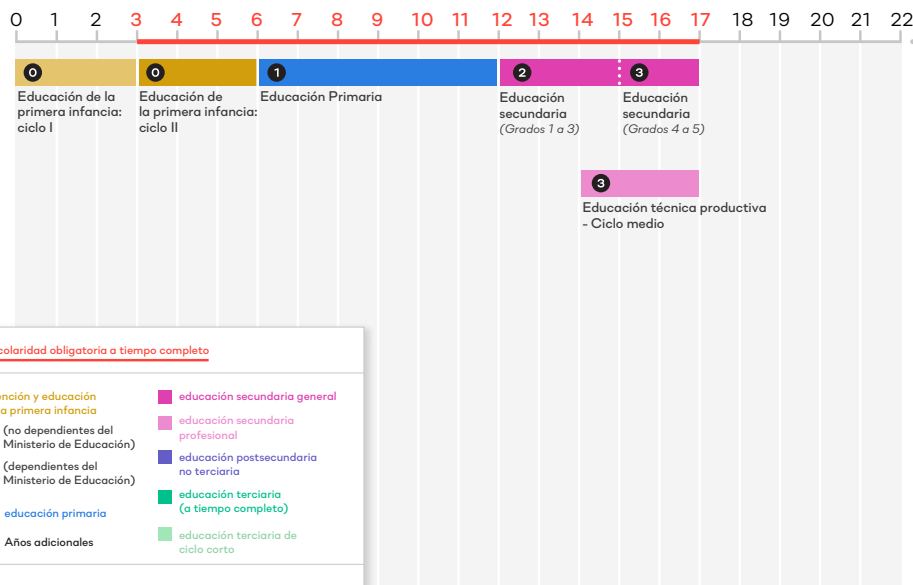 0 1 2 3 4 5 6 7 8 9 10 11 12 13 14 15 16 17 18 19 20 21 22
0 0 1 2 3
Educación de la
primera infancia:
ciclo I
Educación de
la primera infancia:
ciclo II
Educación Primaria
Educación
secundaria
(Grados 1 a 3)
Educación
secundaria
(Grados 4 a 5)
3
Educación técnica productiva
- Ciclo medio
colaridad obligatoria a tiempo completo
nción y educación
a primera infancia
(no dependientes del
Ministerio de Educación)
(dependientes del
Ministerio de Educación)
educación primaria
Años adicionales
educación secundaria general
educación secundaria
profesional
educación postsecundaria
no terciaria
educación terciaria
(a tiempo completo)
educación terciaria de
ciclo corto